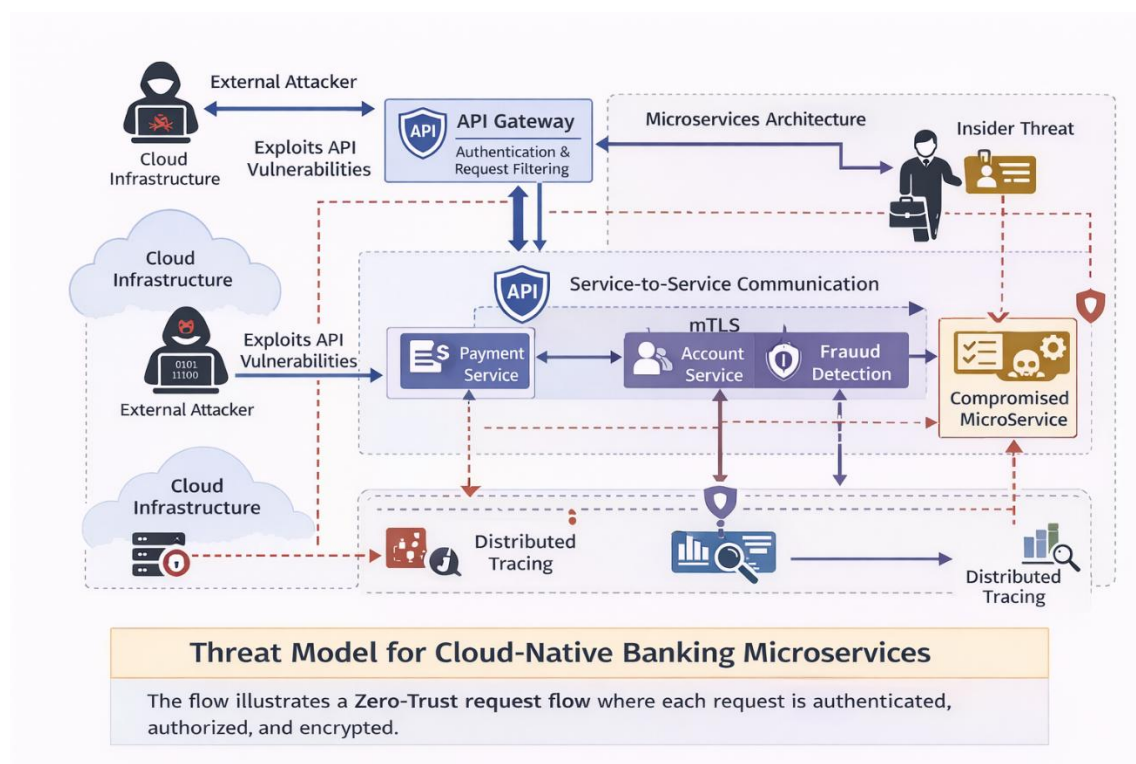 External Attacker
Cloud
Infrastructure
Exploits API
Vulnerabilities
API
API Gateway
Authentication &
Request Filtering
Microservices Architecture
Insider Threat
Cloud
Infrastructure
API
Service-to-Service Communication
mTLS
0101
11100
External Attacker
Exploits API
Vulnerabilities
$ Payment
Service
Account
Service
Frauud
Detection
Compromised
MicroService
Cloud
Infrastructure
Distributed
Tracing
Distributed
Tracing
Threat Model for Cloud-Native Banking Microservices
The flow illustrates a Zero-Trust request flow where each request is authenticated,
authorized, and encrypted.